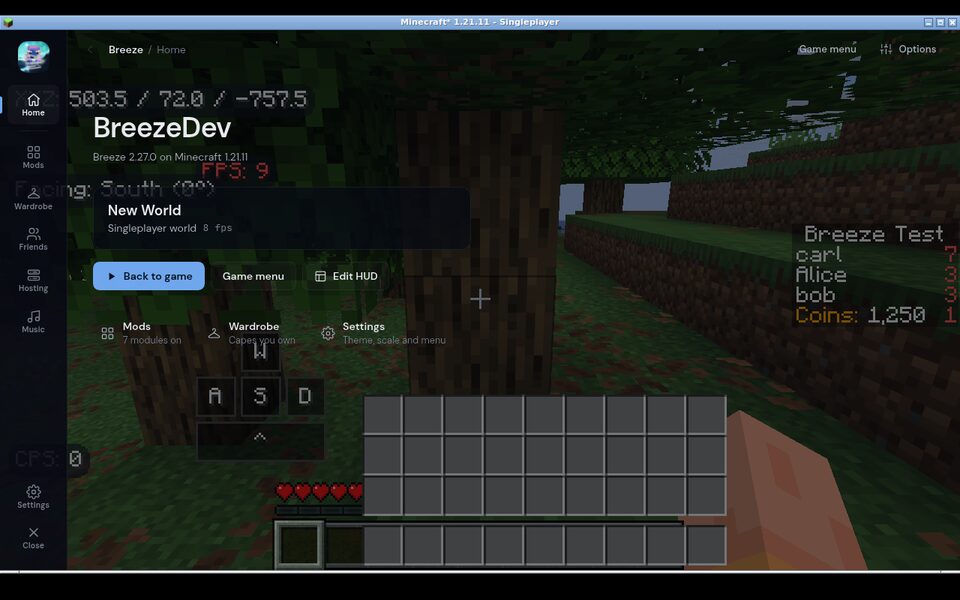 Minecraft* 1.21.11 - Singleplayer
Breeze / Home
Game menu
Options
XYZ: 503.5 / 72.0 / -757.5
Home
BreezeDev
Breeze 2.27.0 on Minecraft 1.21.11
FPS: 9
Mods
Facing: South (0°)
Wardrobe
New World
Singleplayer world 8 fps
Friends
Breeze Test
carl 7
Alice 3
bob 3
Coins: 1,250 1
Back to game
Game menu
Edit HUD
Hosting
Music
Mods
7 modules on
Wardrobe
Capes you own
Settings
Theme, scale and menu
W
A
S
D
^
CPS: 0
Settings
Close